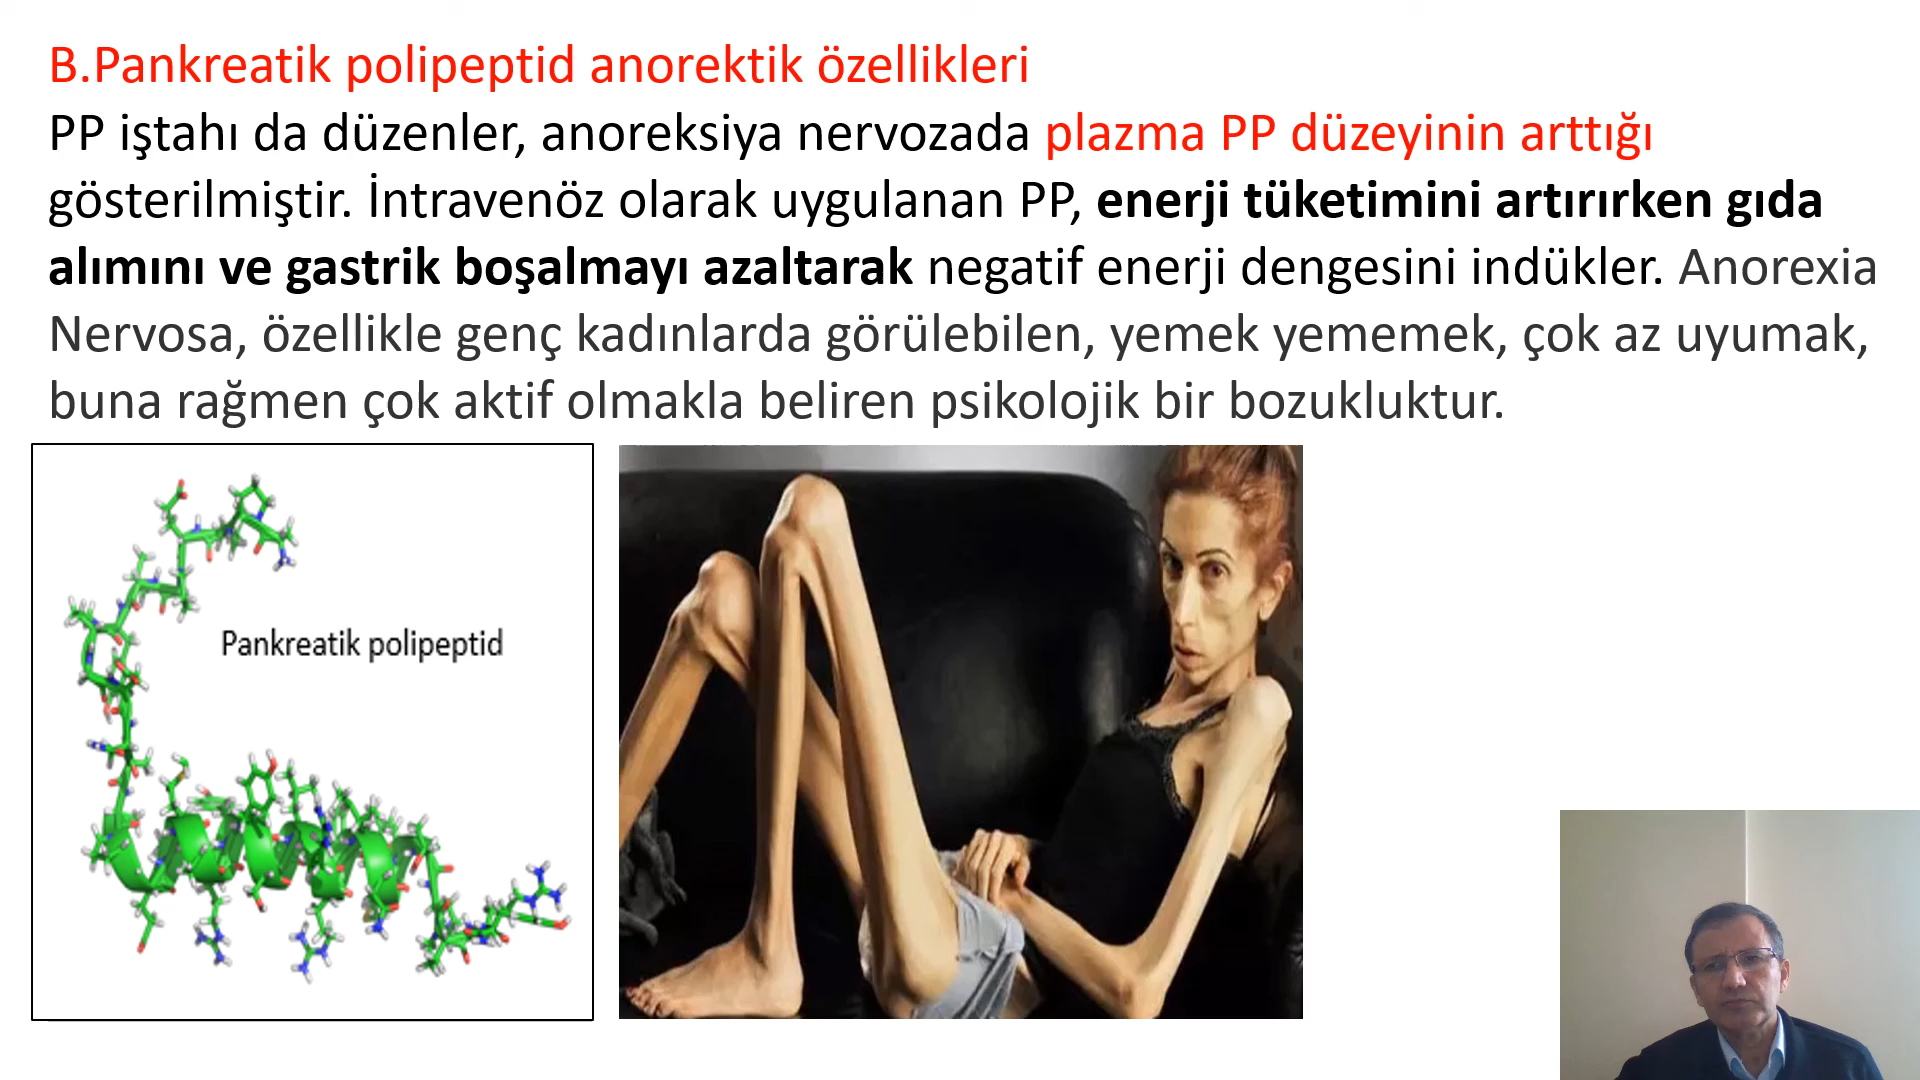 B.Pankreatik polipeptid anorektik özellikleri
PP iştahı da düzenler, anoreksiya nervozada plazma PP düzeyinin arttığı
gösterilmiştir. İntravenöz olarak uygulanan PP, enerji tüketimini artırırken gıda
alımını ve gastrik boşalmayı azaltarak negatif enerji dengesini indükler. Anorexia
Nervosa, özellikle genç kadınlarda görülebilen, yemek yememek, çok az uyumak,
buna rağmen çok aktif olmakla beliren psikolojik bir bozukluktur.
Pankreatik polipeptid